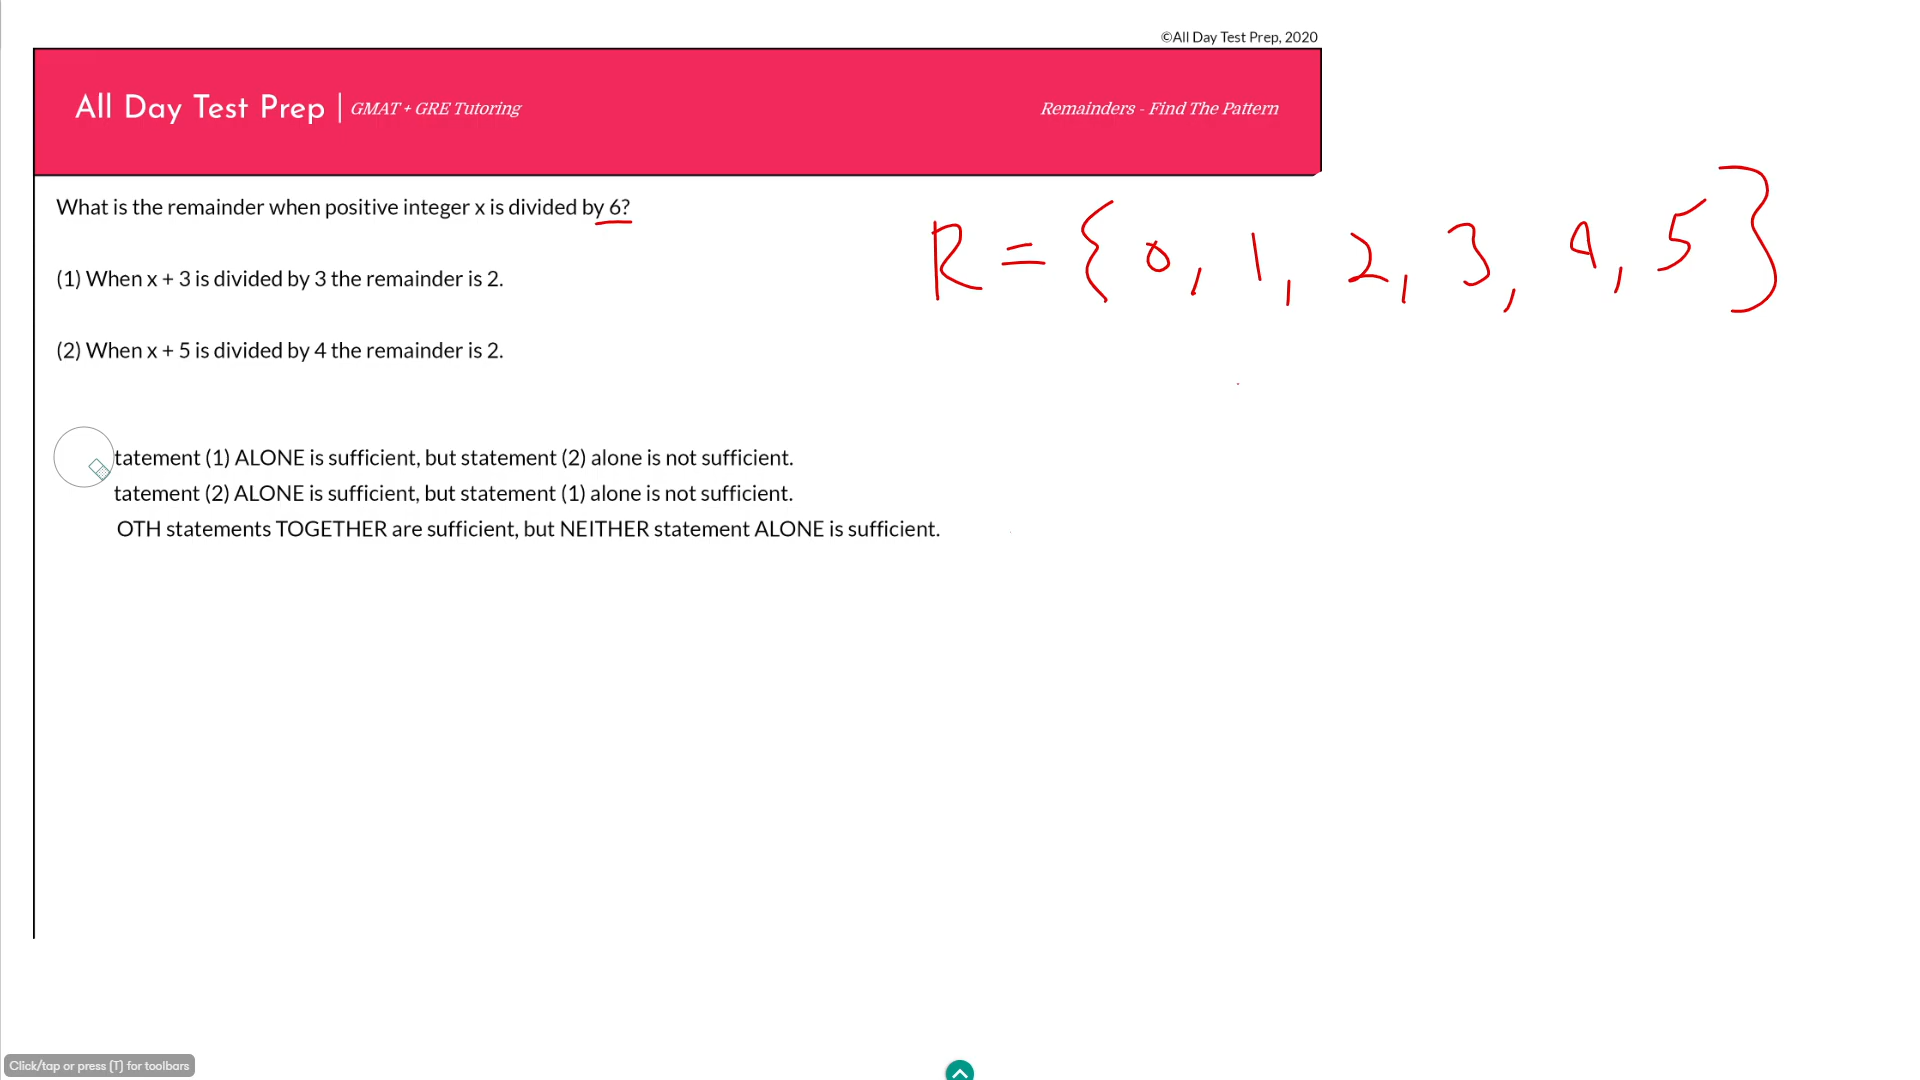 ©All Day Test Prep, 2020
All Day Test Prep | GMAT + GRE Tutoring
Remainders - Find The Pattern
What is the remainder when positive integer x is divided by 6?
R = { 0, 1, 2, 3, 4, 5 }
(1) When x + 3 is divided by 3 the remainder is 2.
(2) When x + 5 is divided by 4 the remainder is 2.
tatement (1) ALONE is sufficient, but statement (2) alone is not sufficient.
tatement (2) ALONE is sufficient, but statement (1) alone is not sufficient.
OTH statements TOGETHER are sufficient, but NEITHER statement ALONE is sufficient.
Click/tap or press (T) for toolbars